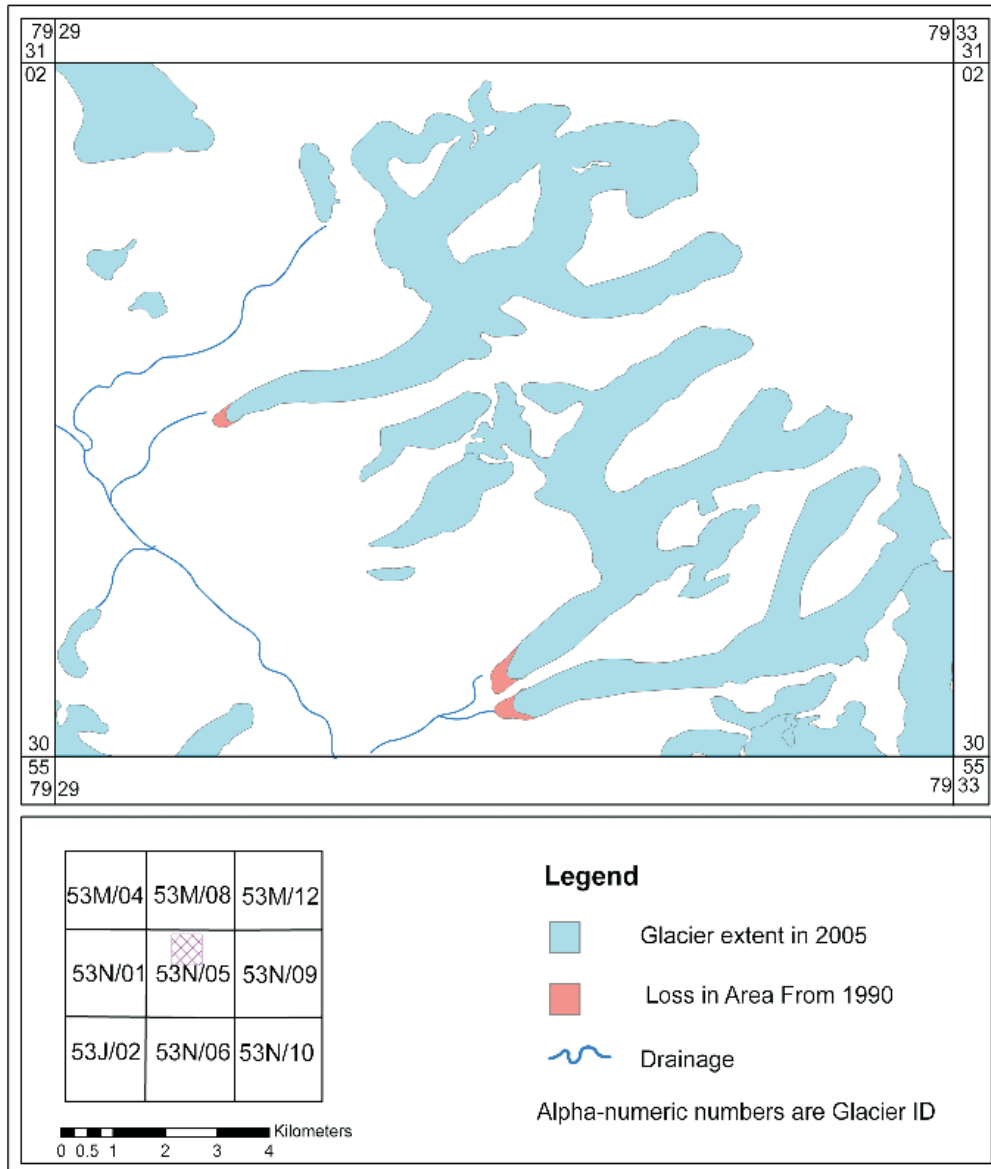 79 29
31
02
79 33
31
02
30
55
79 29
30
55
79 33
53M/04 53M/08 53M/12
53N/01 53N/05 53N/09
53J/02 53N/06 53N/10
Kilometers
0 0.5 1 2 3 4
Legend
Glacier extent in 2005
Loss in Area From 1990
Drainage
Alpha-numeric numbers are Glacier ID